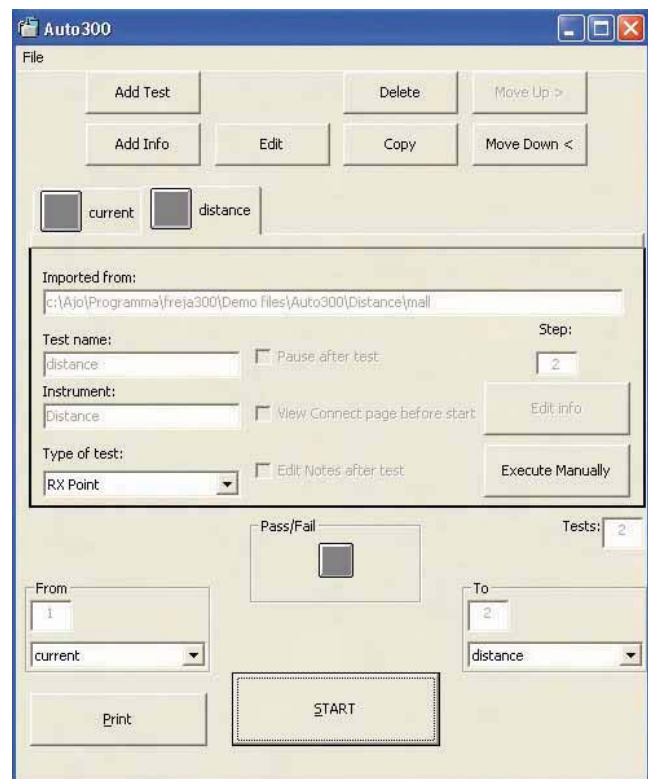 Auto300
File
Add Test
Delete
Move Up >
Add Info
Edit
Copy
Move Down <
current
distance
Imported from:
c:\Ajo\Programma\freja300\Demo files\Auto300\Distance\mall
Test name:
distance
Pause after test
Step:
2
Instrument:
Distance
View Connect page before start
Edit info
Type of test:
RX Point
Edit Notes after test
Execute Manually
Pass/Fail
Tests: 2
From
1
current
To
2
distance
Print
START